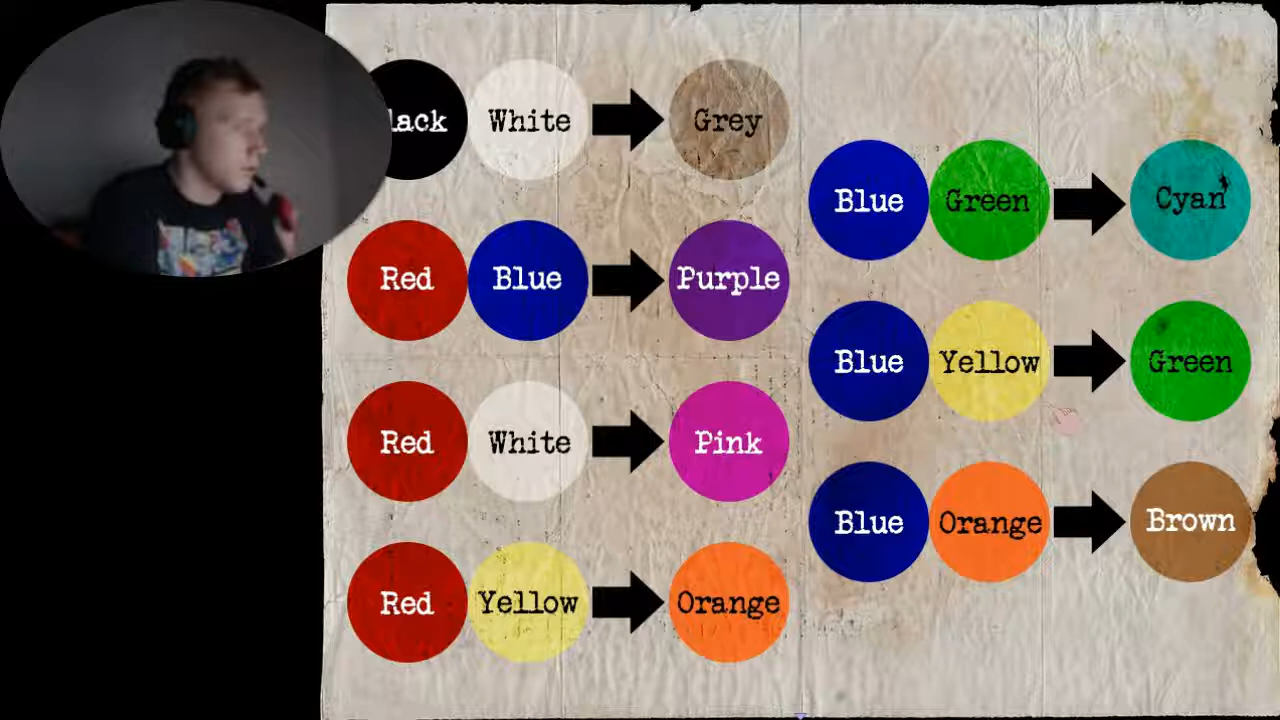 lack White Grey
Red Blue Purple
Red White Pink
Red Yellow Orange
Blue Green Cyan
Blue Yellow Green
Blue Orange Brown